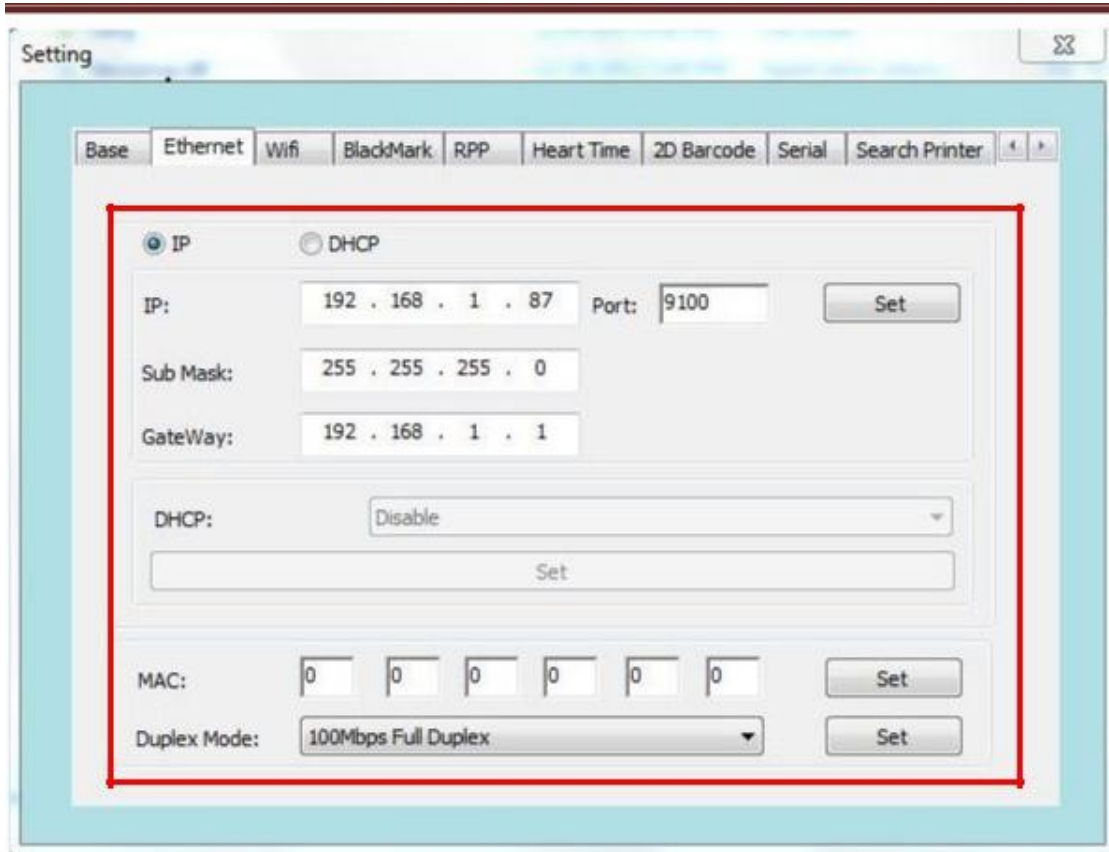 Setting
Base Ethernet Wifi BlackMark RPP Heart Time 2D Barcode Serial Search Printer
IP DHCP
IP: 192 . 168 . 1 . 87 Port: 9100 Set
Sub Mask: 255 . 255 . 255 . 0
GateWay: 192 . 168 . 1 . 1
DHCP: Disable
Set
MAC: 0 0 0 0 0 0 Set
Duplex Mode: 100Mbps Full Duplex Set